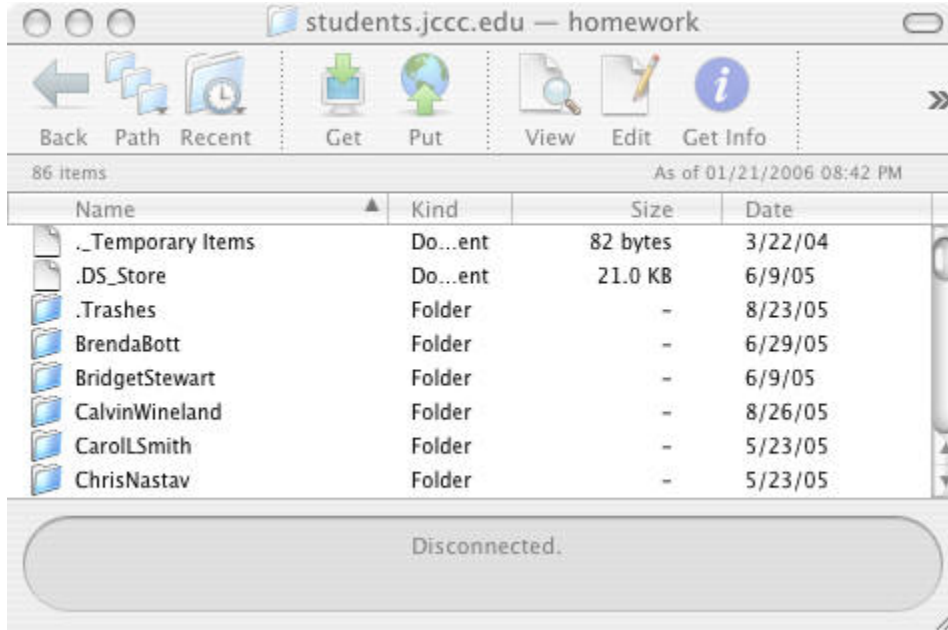 students.jccc.edu — homework
Back Path Recent Get Put View Edit Get Info »
86 items As of 01/21/2006 08:42 PM
Name Kind Size Date
._Temporary Items Do...ent 82 bytes 3/22/04
.DS_Store Do...ent 21.0 KB 6/9/05
.Trashes Folder – 8/23/05
BrendaBott Folder – 6/29/05
BridgetStewart Folder – 6/9/05
CalvinWineland Folder – 8/26/05
CarolLSmith Folder – 5/23/05
ChrisNastav Folder – 5/23/05
Disconnected.